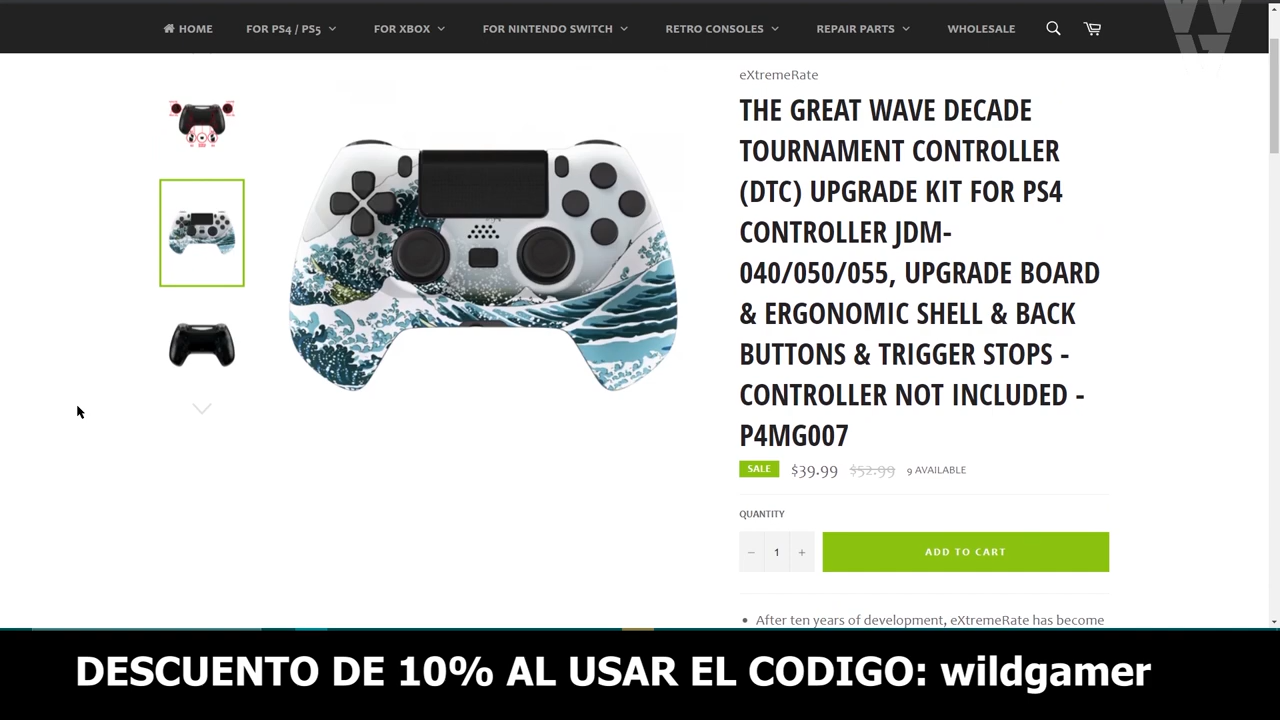 HOME FOR PS4 / PS5 FOR XBOX FOR NINTENDO SWITCH RETRO CONSOLES REPAIR PARTS WHOLESALE
eXtremeRate
THE GREAT WAVE DECADE
TOURNAMENT CONTROLLER
(DTC) UPGRADE KIT FOR PS4
CONTROLLER JDM-
040/050/055, UPGRADE BOARD
& ERGONOMIC SHELL & BACK
BUTTONS & TRIGGER STOPS -
CONTROLLER NOT INCLUDED -
P4MG007
SALE $39.99 $52.99 9 AVAILABLE
QUANTITY
− 1 + ADD TO CART
• After ten years of development, eXtremeRate has become
DESCUENTO DE 10% AL USAR EL CODIGO: wildgamer